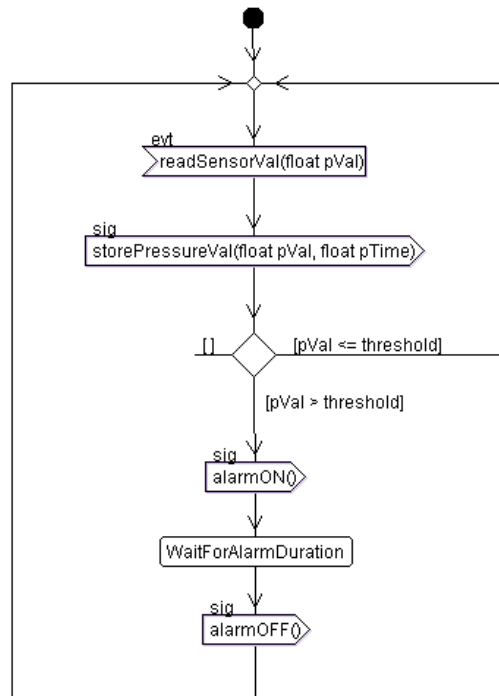 evt
readSensorVal(float pVal)
sig
storePressureVal(float pVal, float pTime)
[ ] [pVal <= threshold]
[pVal > threshold]
sig
alarmON()
WaitForAlarmDuration
sig
alarmOFF()